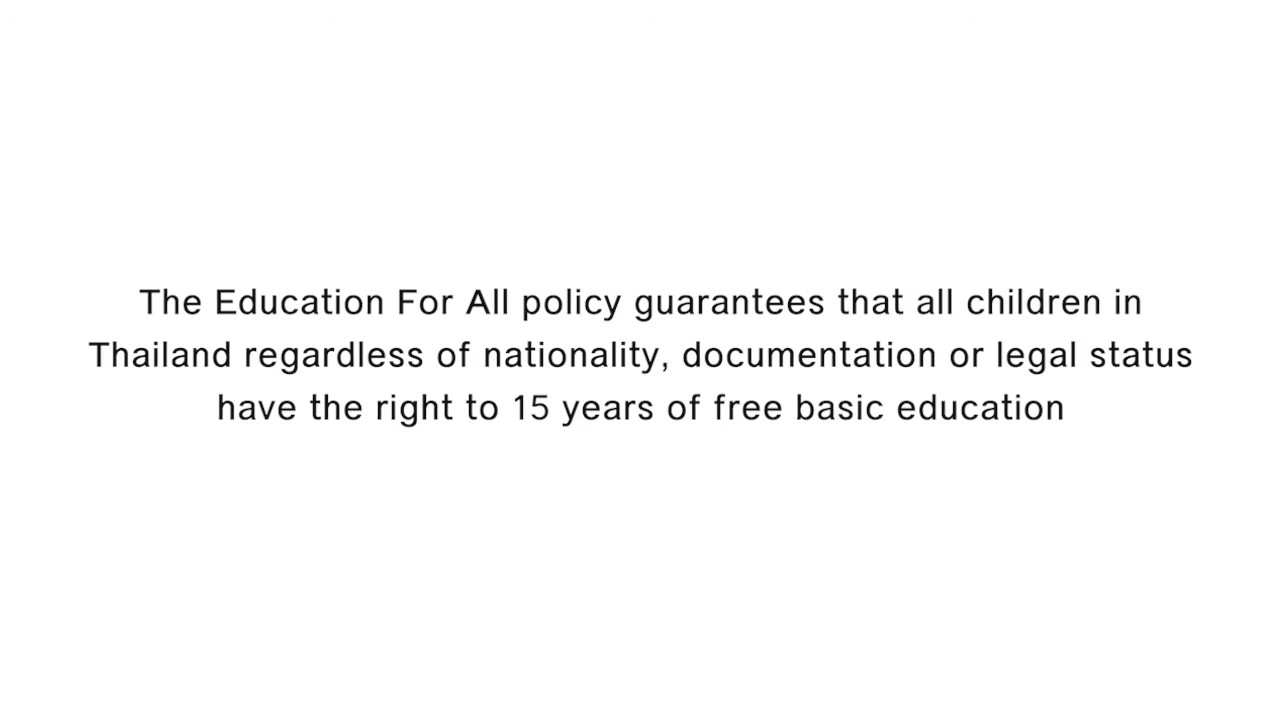 The Education For All policy guarantees that all children in
Thailand regardless of nationality, documentation or legal status
have the right to 15 years of free basic education